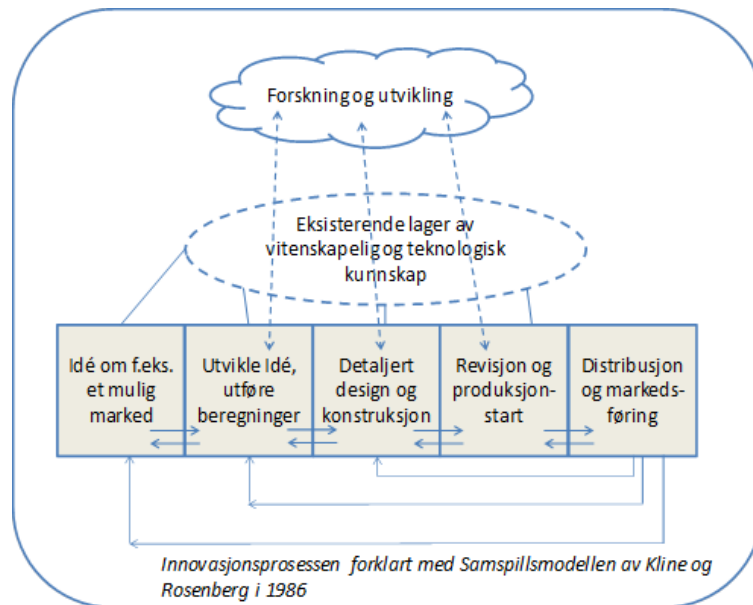 Forskning og utvikling
Eksisterende lager av
vitenskapelig og teknologisk
kunnskap
Idé om f.eks.
et mulig
marked
Utvikle Idé,
utføre
beregninger
Detaljert
design og
konstruksjon
Revisjon og
produksjon-
start
Distribusjon
og markeds-
føring
Innovasjonsprosessen forklart med Samspillsmodellen av Kline og
Rosenberg i 1986